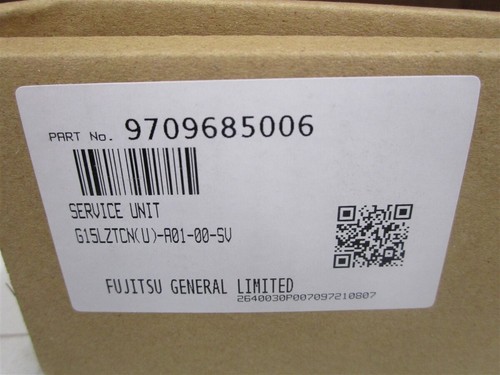 PART No. 9709685006
SERVICE UNIT
G15LZTCN(U)-A01-00-SV
FUJITSU GENERAL LIMITED
2640030P007097210807